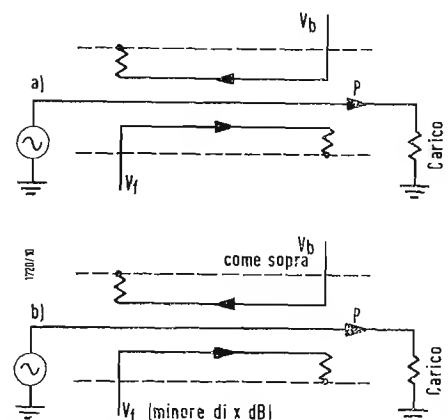 Vb
a)
P
Carico
Vf
1720/10
Vb
come sopra
b)
P
Carico
Vf (minore di x dB)